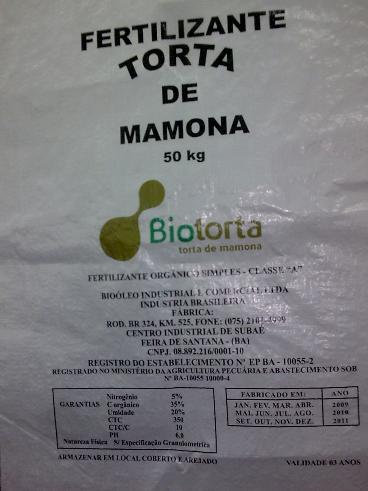 FERTILIZANTE
TORTA
DE
MAMONA
50 kg
Biotorta
torta de mamona
FERTILIZANTE ORGÂNICO SIMPLES - CLASSE "A"
BIOÓLEO INDUSTRIAL E COMERCIAL LTDA
INDUSTRIA BRASILEIRA
FÁBRICA:
ROD. BR 324, KM. 525, FONE: (075)
CENTRO INDUSTRIAL DE SUBAE
FEIRA DE SANTANA - (BA)
CNPJ. 08.892.216/0001-10
REGISTRO DO ESTABELECIMENTO Nº EP BA - 10055-2
REGISTRADO NO MINISTÉRIO DA AGRICULTURA PECUÁRIA E ABASTECIMENTO SOB
Nº BA-10055 10000-4
GARANTIAS
Nitrogênio 5%
C orgânico 35%
Umidade 20%
CTC 350
CTC/C 10
PH 6,0
Natureza Física S/ Especificação Granulometrica
FABRICADO EM: ANO
JAN. FEV. MAR. ABR. 2009
MAI. JUN. JUL. AGO. 2010
SET. OUT. NOV. DEZ. 2011
ARMAZENAR EM LOCAL COBERTO E AREJADO
VALIDADE 03 ANOS